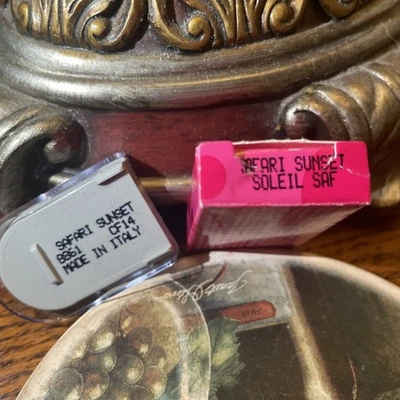 SAFARI SUNSET
8861 CF14
MADE IN ITALY
SAFARI SUNSET
SOLEIL SAF